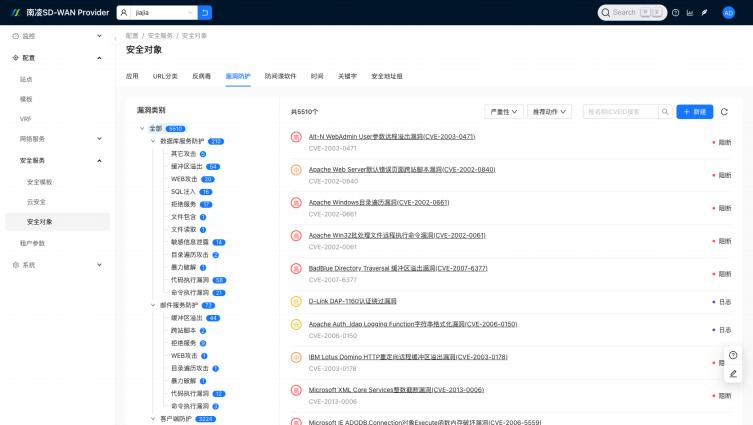 南凌SD-WAN Provider
jiajia
Search
AD
监控
配置
站点
模板
VRF
网络服务
安全服务
安全模板
云安全
安全对象
租户参数
系统
配置 / 安全服务 / 安全对象
安全对象
应用 URL分类 反病毒 漏洞防护 防间谍软件 时间 关键字 安全地址组
漏洞类别
全部 5510
数据库服务防护 210
其它攻击 5
缓冲区溢出 54
WEB攻击 20
SQL注入 16
拒绝服务 17
文件包含 1
文件读取 1
敏感信息泄露 14
目录遍历攻击 2
暴力破解 1
代码执行漏洞 58
命令执行漏洞 21
邮件服务防护 73
缓冲区溢出 44
跨站脚本 2
拒绝服务 9
WEB攻击 1
目录遍历攻击 1
暴力破解 1
代码执行漏洞 12
命令执行漏洞 3
客户端防护 3224
共5510个
严重性
推荐动作
按名称/CVEID搜索
新建
高 Alt-N WebAdmin User参数远程溢出漏洞(CVE-2003-0471)
CVE-2003-0471
阻断
中 Apache Web Server默认错误页面跨站脚本漏洞(CVE-2002-0840)
CVE-2002-0840
阻断
高 Apache Windows目录遍历漏洞(CVE-2002-0661)
CVE-2002-0661
阻断
高 Apache Win32批处理文件远程执行命令漏洞(CVE-2002-0061)
CVE-2002-0061
阻断
高 BadBlue Directory Traversal 缓冲区溢出漏洞(CVE-2007-6377)
CVE-2007-6377
阻断
低 D-Link DAP-1160认证绕过漏洞
日志
低 Apache Auth_ldap Logging Function字符串格式化漏洞(CVE-2006-0150)
CVE-2006-0150
日志
中 IBM Lotus Domino HTTP重定向远程缓冲区溢出漏洞(CVE-2003-0178)
CVE-2003-0178
阻
高 Microsoft XML Core Services整数截断漏洞(CVE-2013-0006)
CVE-2013-0006
阻断
高 Microsoft IE ADODB.Connection对象Execute函数内存破坏漏洞(CVE-2006-5559)